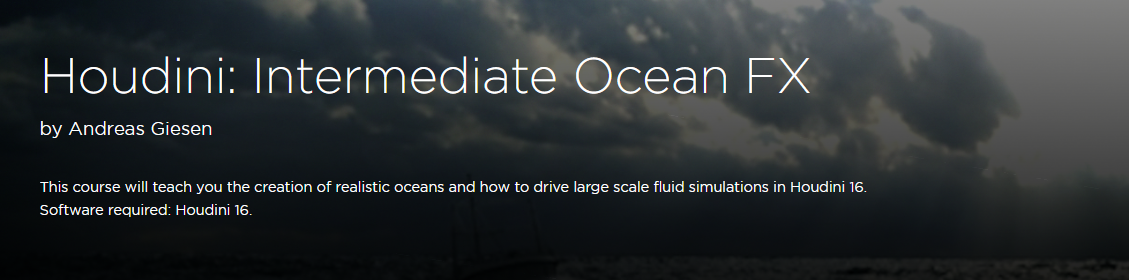 Houdini: Intermediate Ocean FX
by Andreas Giesen
This course will teach you the creation of realistic oceans and how to drive large scale fluid simulations in Houdini 16.
Software required: Houdini 16.